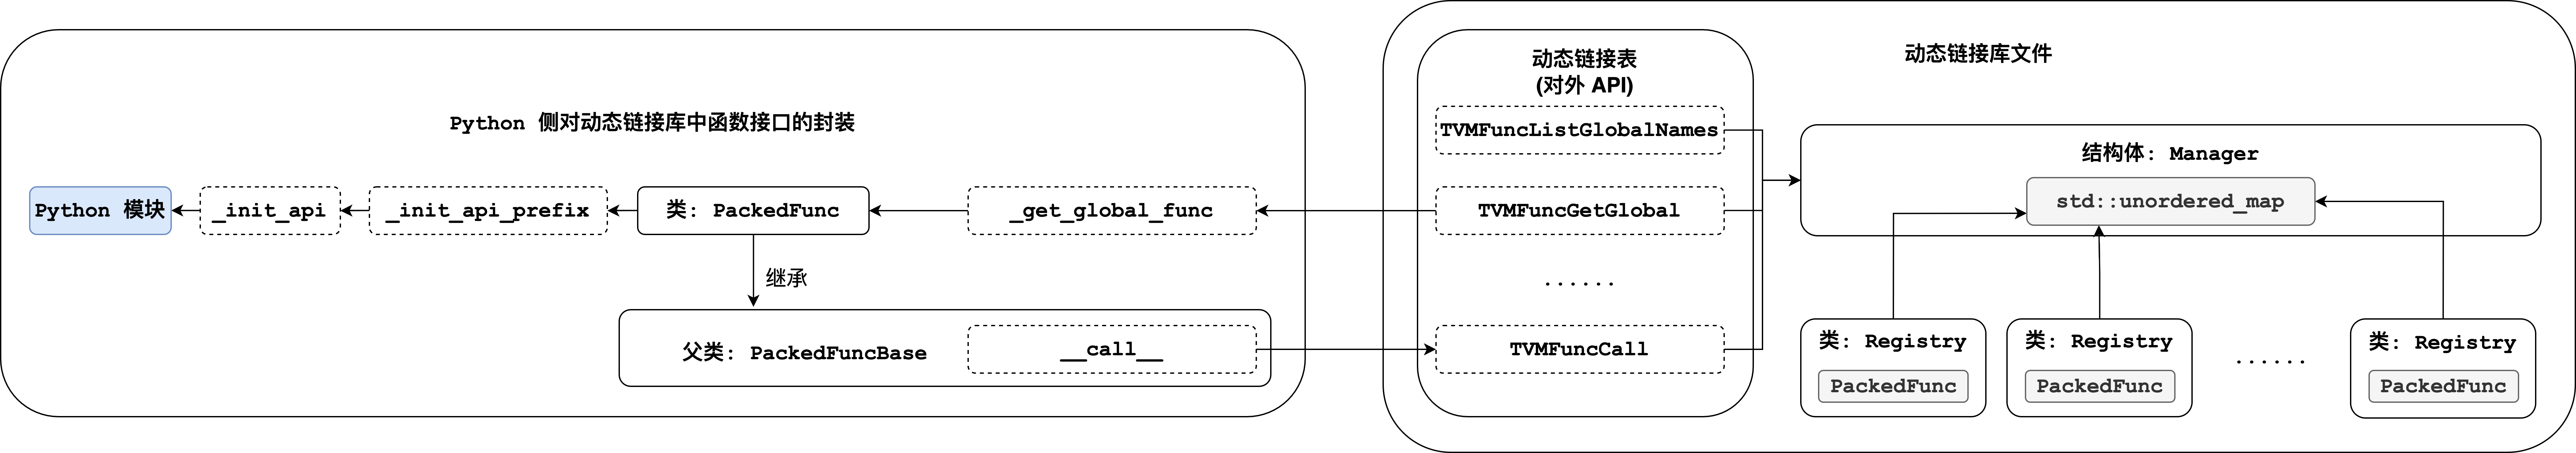 Python 侧对动态链接库中函数接口的封装
Python 模块
_init_api
_init_api_prefix
类: PackedFunc
_get_global_func
继承
父类: PackedFuncBase
__call__
动态链接表
(对外 API)
TVMFuncListGlobalNames
TVMFuncGetGlobal
......
TVMFuncCall
动态链接库文件
结构体: Manager
std::unordered_map
类: Registry
PackedFunc
类: Registry
PackedFunc
......
类: Registry
PackedFunc